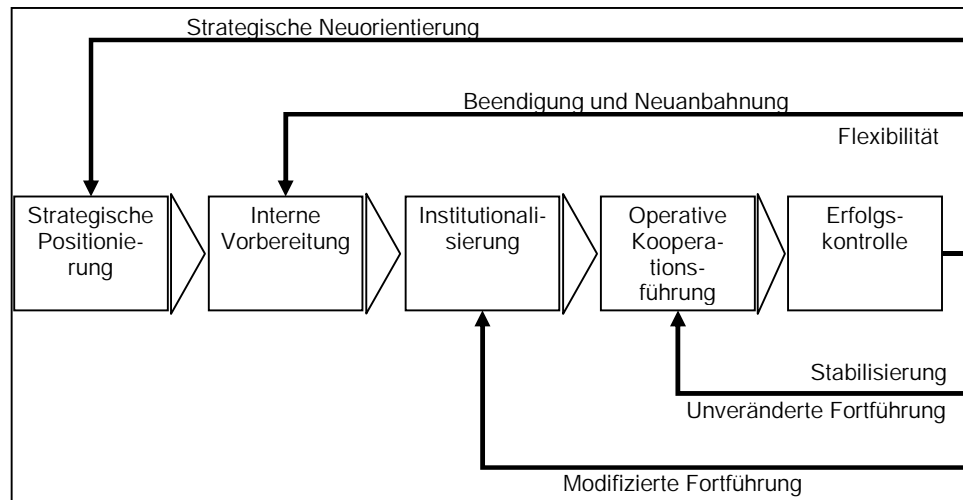 Strategische Neuorientierung
Beendigung und Neuanbahnung
Flexibilität
Strategische
Positionie-
rung
Interne
Vorbereitung
Institutionali-
sierung
Operative
Koopera-
tions-
führung
Erfolgs-
kontrolle
Stabilisierung
Unveränderte Fortführung
Modifizierte Fortführung